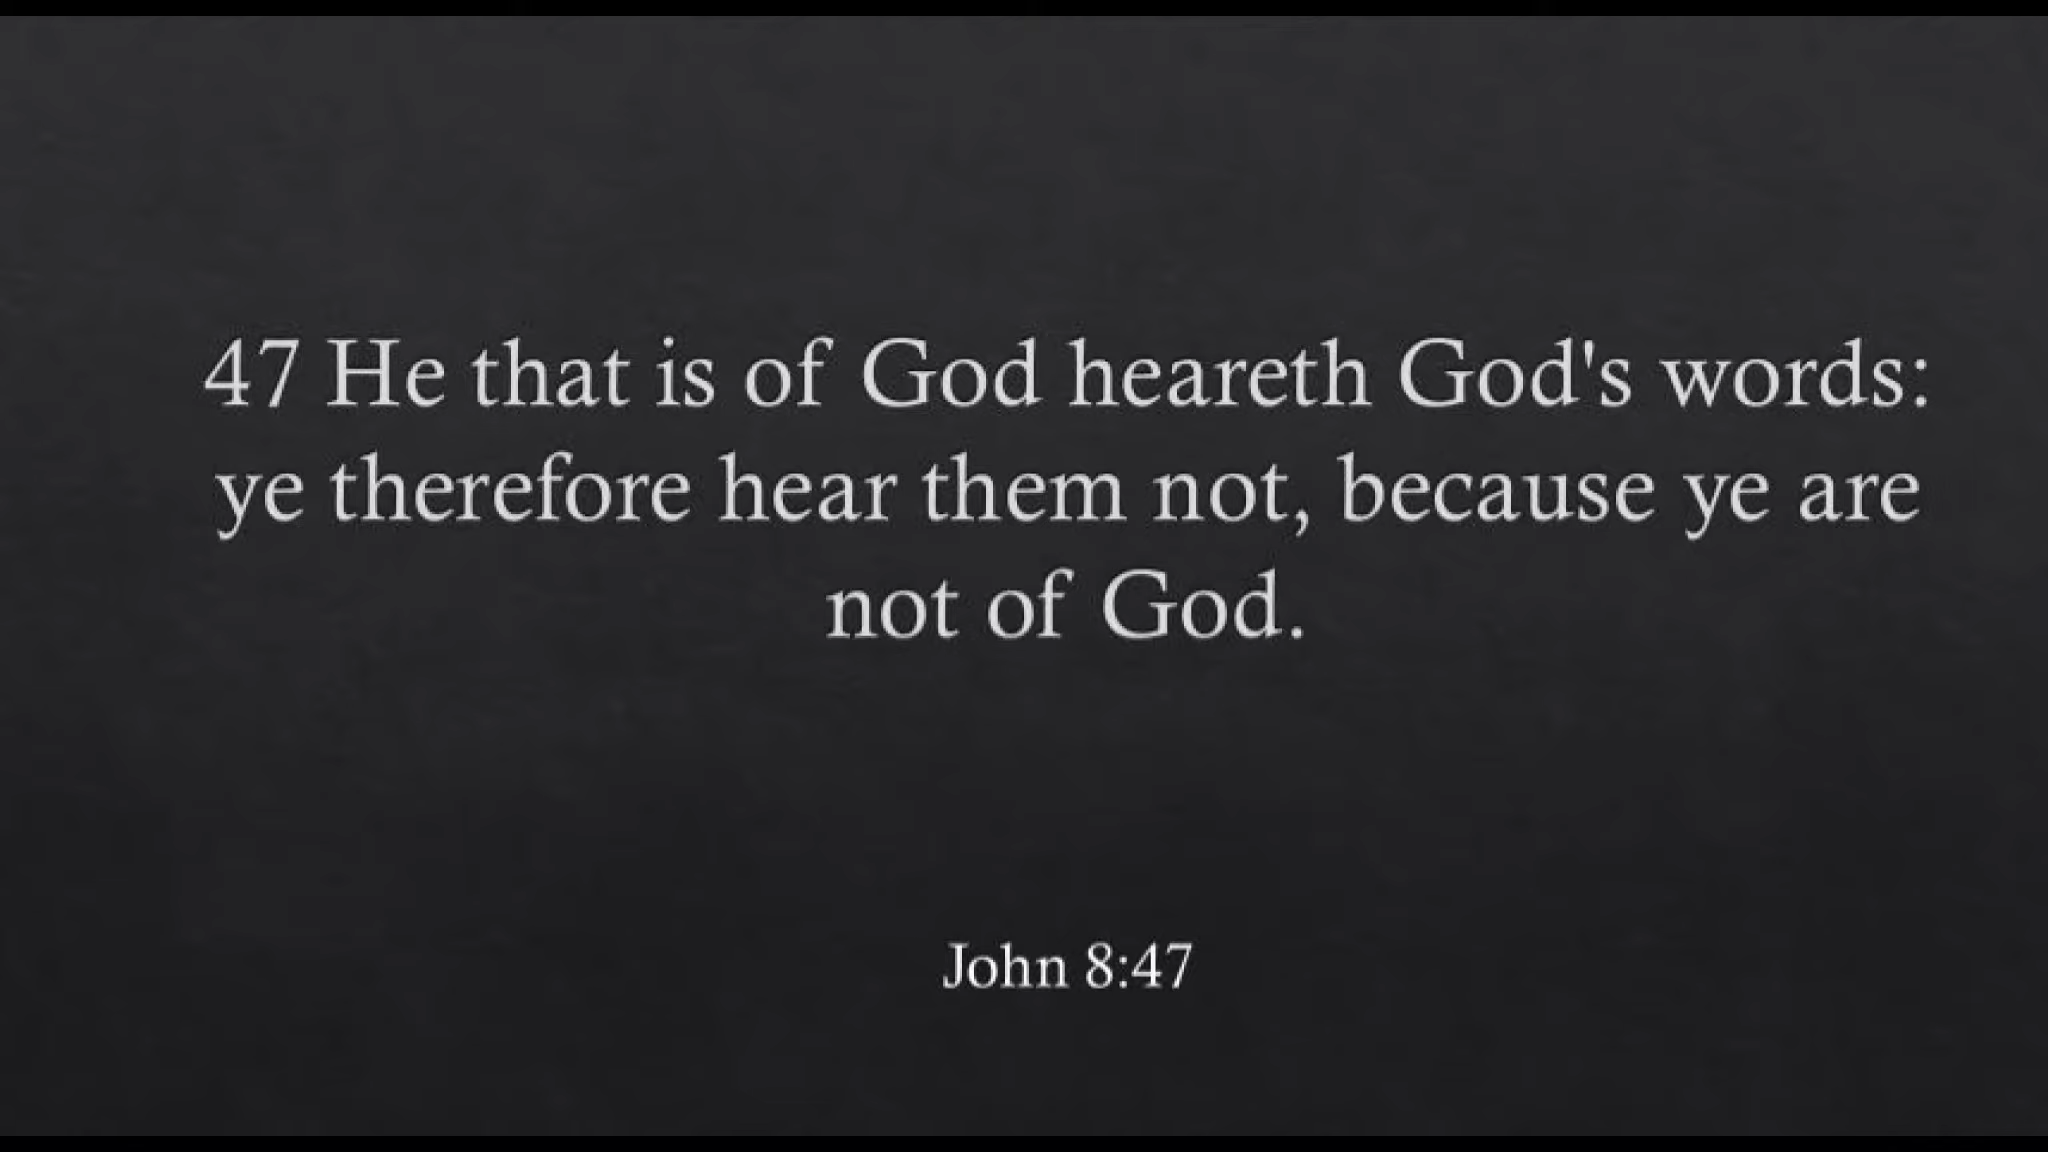 47 He that is of God heareth God's words:
ye therefore hear them not, because ye are
not of God.
John 8:47